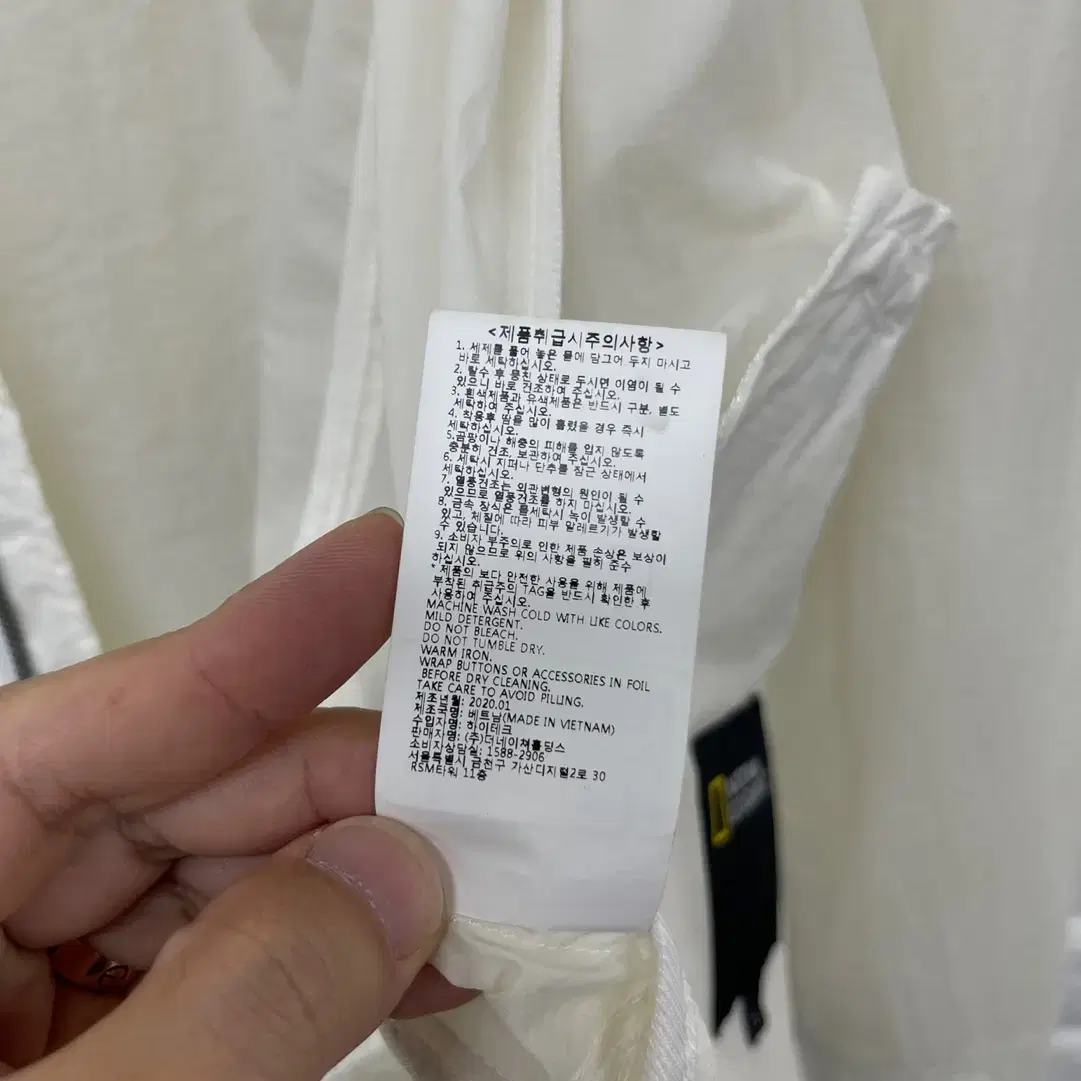 <제품취급시주의사항>
1. 세제를 풀어 놓은 물에 담그어 두지 마시고
바로 세탁하십시오.
2. 탈수 후 뭉친 상태로 두시면 이염이 될 수
있으니 바로 건조하여 주십시오.
3. 흰색제품과 유색제품은 반드시 구분, 별도
세탁하여 주십시오.
4. 착용후 땀을 많이 흘렸을 경우 즉시
세탁하십시오.
5.곰팡이나 해충의 피해를 입지 않도록
충분히 건조, 보관하여 주십시오.
6. 세탁시 지퍼나 단추를 잠근 상태에서
세탁하십시오.
7. 열풍건조는 외관변형의 원인이 될 수
있으므로 열풍건조를 하지 마십시오.
8. 금속 장식은 물세탁시 녹이 발생할 수
있고, 체질에 따라 피부 알레르기가 발생할
수 있습니다.
9. 소비자 부주의로 인한 제품 손상은 보상이
되지 않으므로 위의 사항을 필히 준수
하십시오.
* 제품의 보다 안전한 사용을 위해 제품에
부착된 취급주의 TAG을 반드시 확인한 후
사용하여 주십시오.
MACHINE WASH COLD WITH LIKE COLORS.
MILD DETERGENT.
DO NOT BLEACH.
DO NOT TUMBLE DRY.
WARM IRON.
WRAP BUTTONS OR ACCESSORIES IN FOIL
BEFORE DRY CLEANING.
TAKE CARE TO AVOID PILLING.
제조년월: 2020.01
제조국명: 베트남(MADE IN VIETNAM)
수입자명: 하이테크
판매자명: (주)더네이쳐홀딩스
소비자상담실: 1588-2906
서울특별시 금천구 가산디지털2로 30
RSM타워 11층